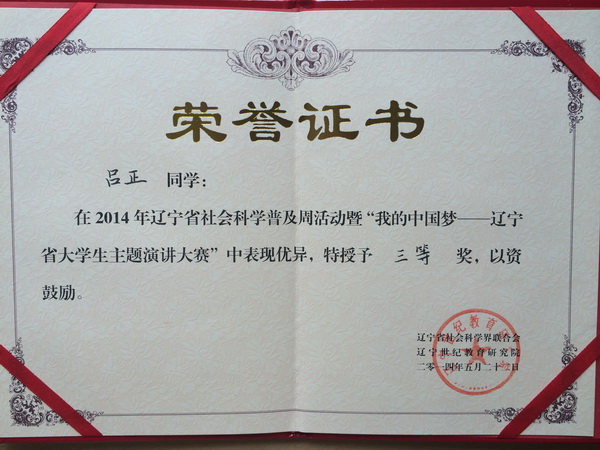 荣誉证书
吕正 同学：
在2014年辽宁省社会科学普及周活动暨“我的中国梦——辽宁
省大学生主题演讲大赛”中表现优异，特授予 三等 奖，以资
鼓励。
辽宁省社会科学界联合会
辽宁世纪教育研究院
二〇一四年五月二十二日